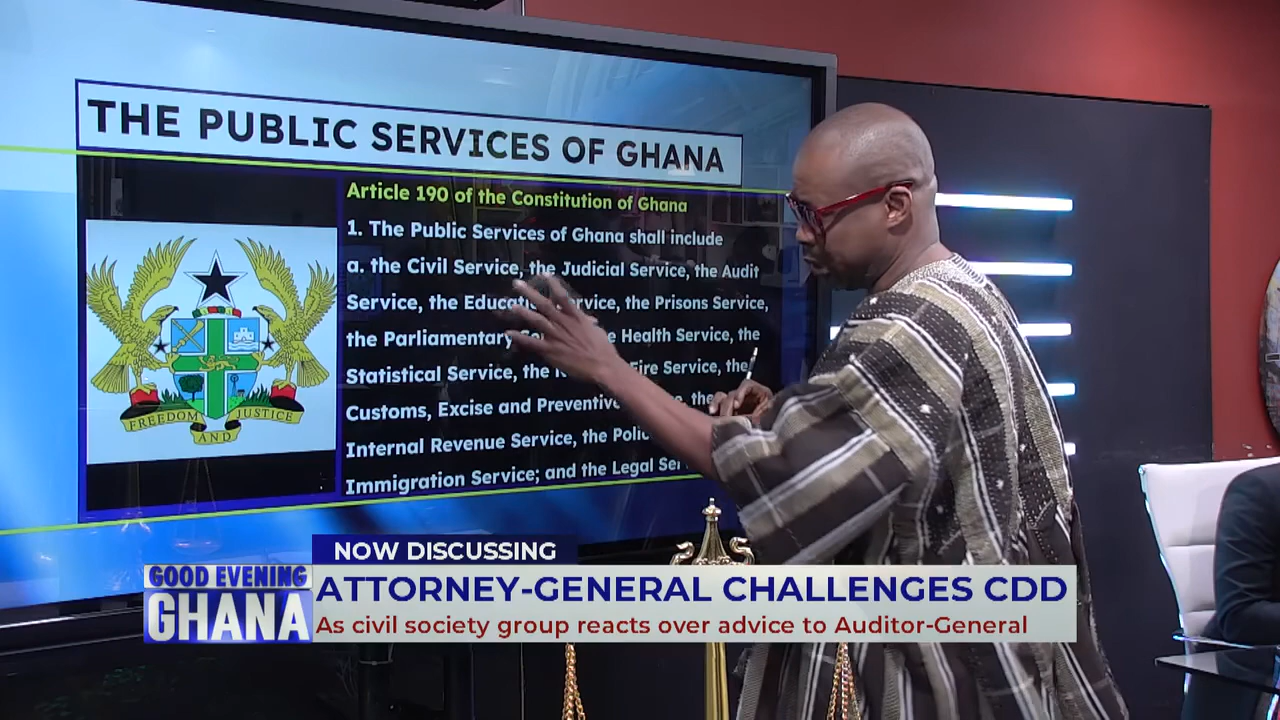 THE PUBLIC SERVICES OF GHANA
Article 190 of the Constitution of Ghana
1. The Public Services of Ghana shall include
a. the Civil Service, the Judicial Service, the Audit
Service, the Education Service, the Prisons Service,
the Parliamentary Health Service, the
Statistical Service, the Fire Service, the
Customs, Excise and Preventive the
Internal Revenue Service, the
Immigration Service; and the Legal
FREEDOM AND JUSTICE
NOW DISCUSSING
GOOD EVENING
GHANA
ATTORNEY-GENERAL CHALLENGES CDD
As civil society group reacts over advice to Auditor-General